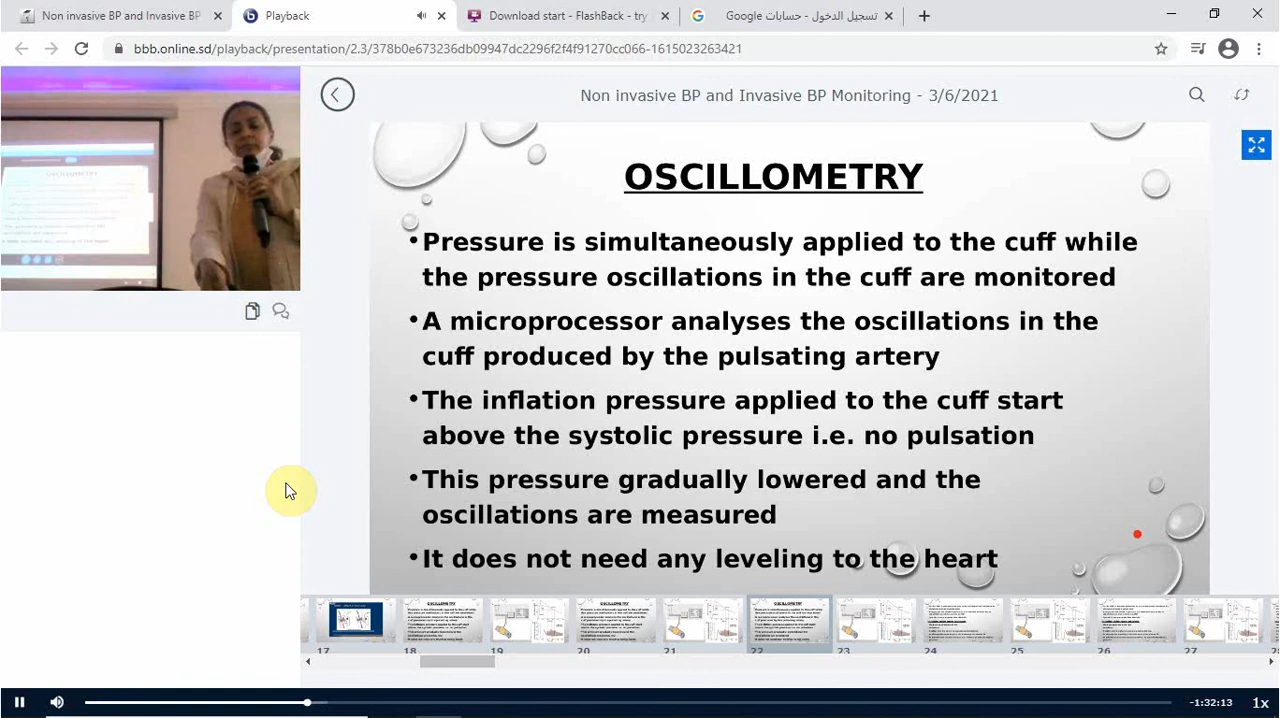 Non invasive BP and Invasive BP
Playback
Download start - FlashBack - try
تسجيل الدخول - حسابات Google
bbb.online.sd/playback/presentation/2.3/378b0e673236db09947dc2296f2f4f91270cc066-1615023263421
Non invasive BP and Invasive BP Monitoring - 3/6/2021
OSCILLOMETRY
•Pressure is simultaneously applied to the cuff while
the pressure oscillations in the cuff are monitored
•A microprocessor analyses the oscillations in the
cuff produced by the pulsating artery
•The inflation pressure applied to the cuff start
above the systolic pressure i.e. no pulsation
•This pressure gradually lowered and the
oscillations are measured
•It does not need any leveling to the heart
17 18 19 20 21 22 23 24 25 26 27
-1:32:13 1x